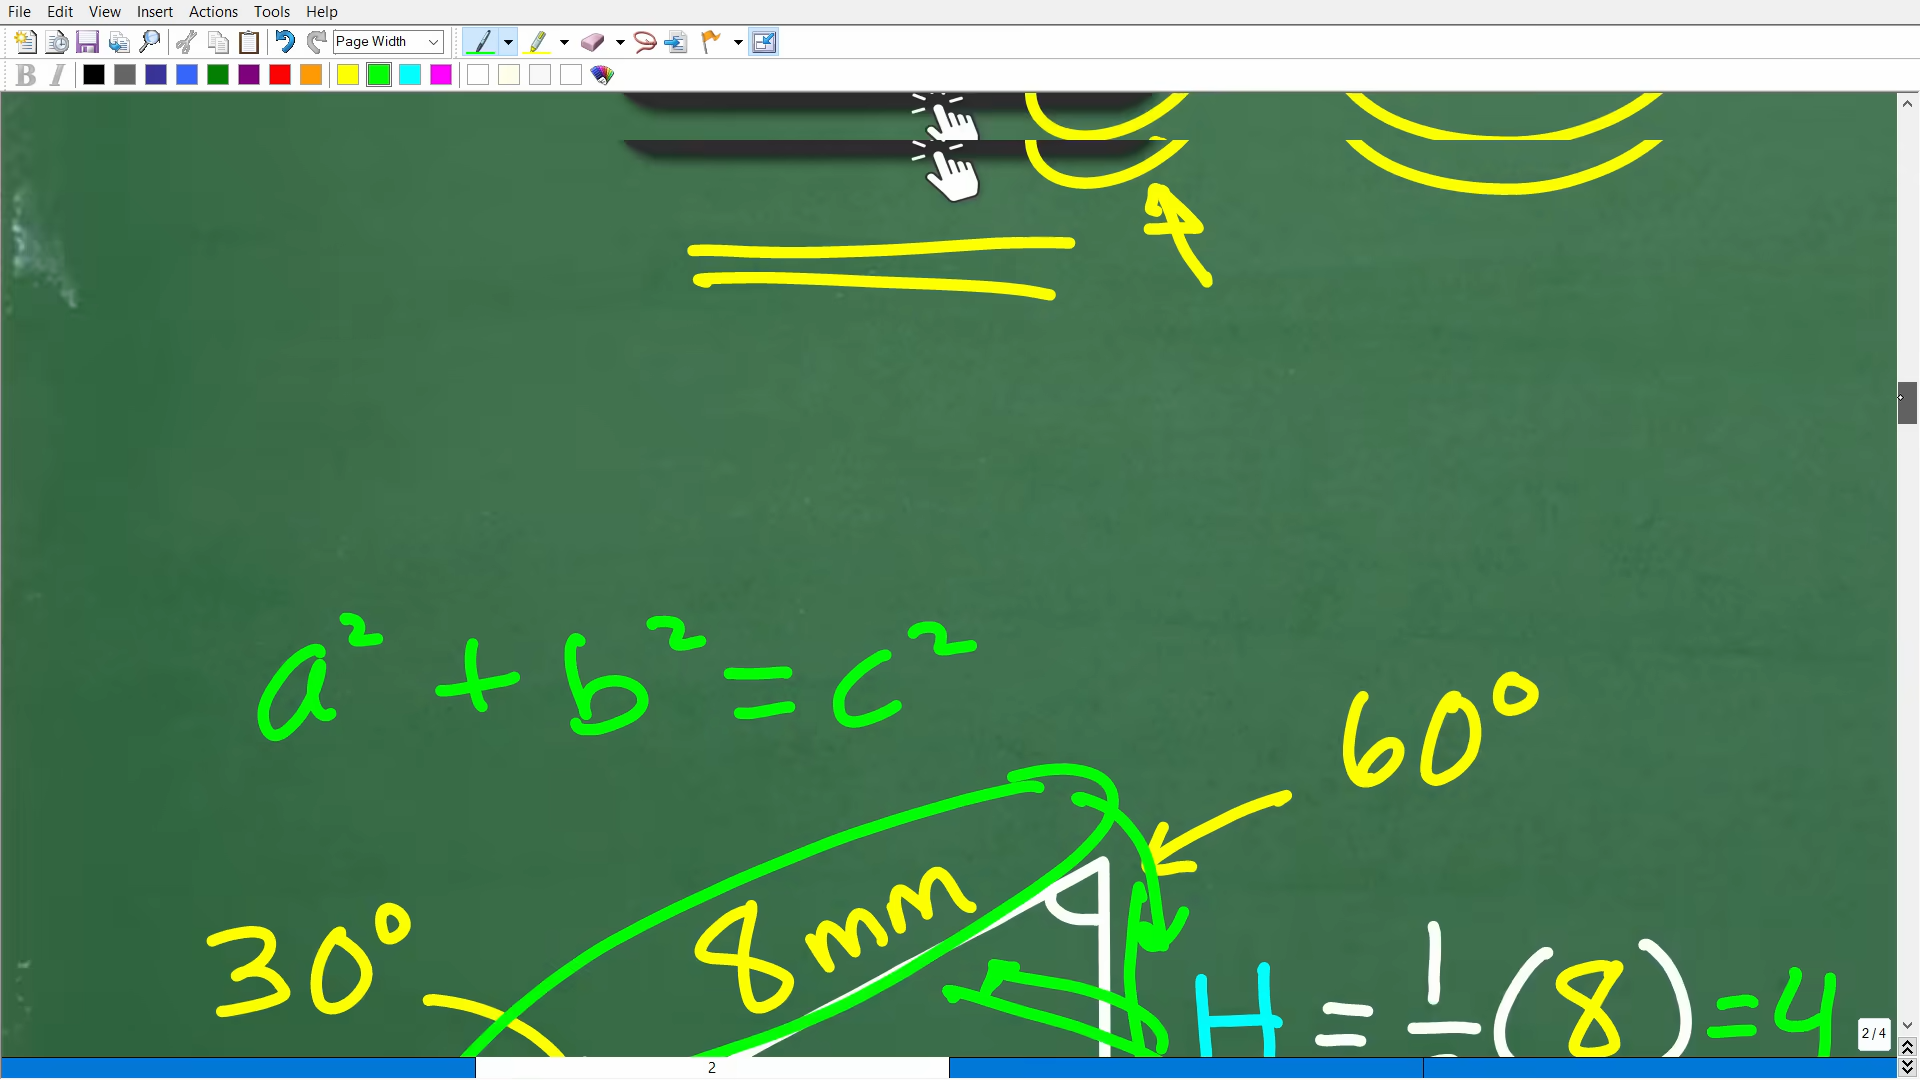 File Edit View Insert Actions Tools Help
Page Width
B I
a² + b² = c²
60°
30°
8mm
H = 1 (8) = 4
2 / 4
2